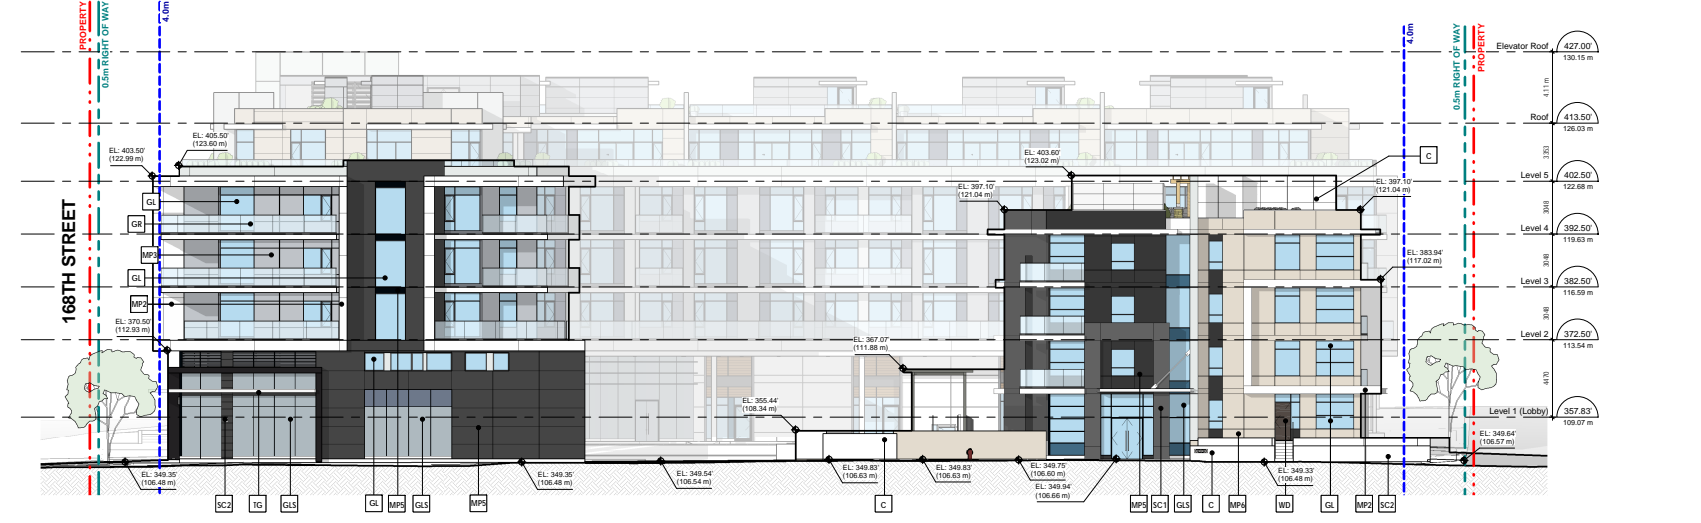 PROPERTY
0.5m RIGHT OF WAY
4.0m
4.0m
0.5m RIGHT OF WAY
PROPERTY
Elevator Roof
427.00'
130.15 m
4.11 m
Roof
413.50'
126.03 m
3353
Level 5
402.50'
122.68 m
3048
Level 4
392.50'
119.63 m
3048
Level 3
382.50'
116.59 m
3048
Level 2
372.50'
113.54 m
4470
Level 1 (Lobby)
357.83'
109.07 m
168TH STREET
EL: 405.50'
(123.60 m)
EL: 403.50'
(122.99 m)
EL: 403.60'
(123.02 m)
C
EL: 397.10'
(121.04 m)
EL: 397.10'
(121.04 m)
GL
GR
MP3
GL
MP2
EL: 383.94'
(117.02 m)
EL: 370.50'
(112.93 m)
EL: 367.07'
(111.88 m)
EL: 355.44'
(108.34 m)
EL: 349.64'
(106.57 m)
EL: 349.35'
(106.48 m)
EL: 349.35'
(106.48 m)
EL: 349.54'
(106.54 m)
EL: 349.83'
(106.63 m)
EL: 349.83'
(106.63 m)
EL: 349.75'
(106.60 m)
EL: 349.94'
(106.66 m)
EL: 349.33'
(106.48 m)
SC2
TG
GLS
GL
MP5
GLS
MP5
C
MP5
SC1
GLS
C
MP6
WD
GL
MP2
SC2